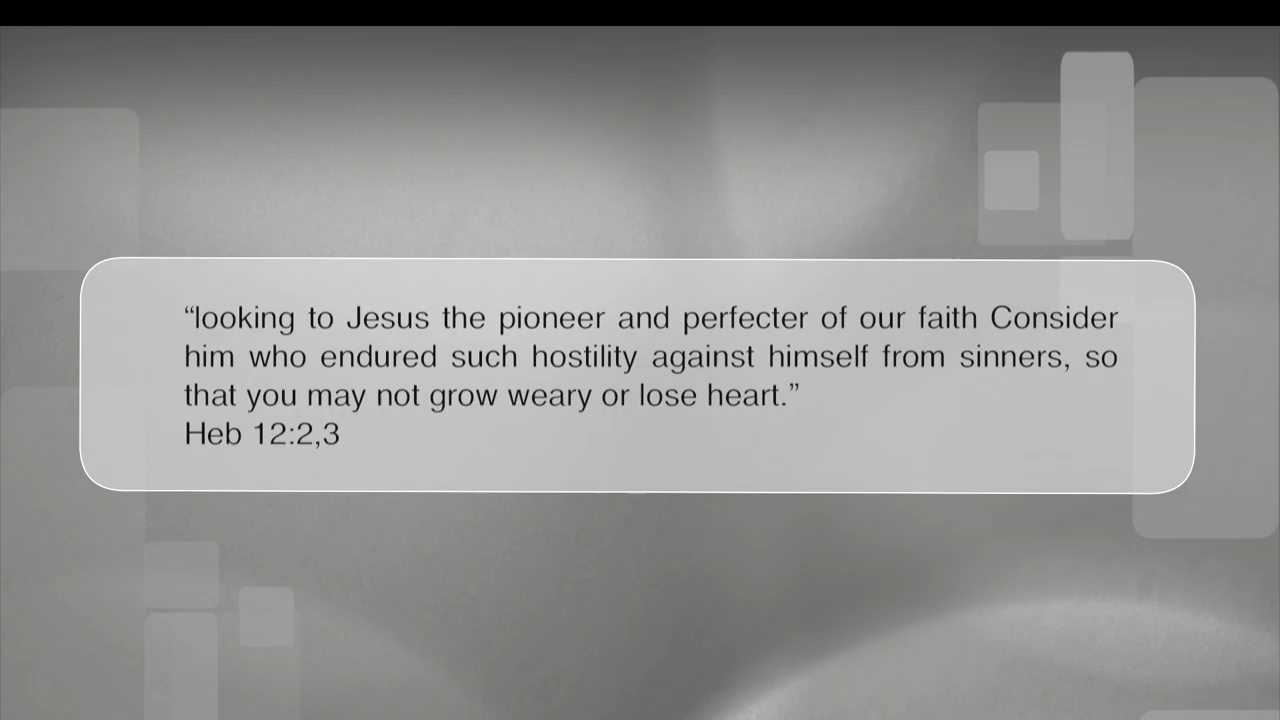 “looking to Jesus the pioneer and perfecter of our faith Consider
him who endured such hostility against himself from sinners, so
that you may not grow weary or lose heart.”
Heb 12:2,3